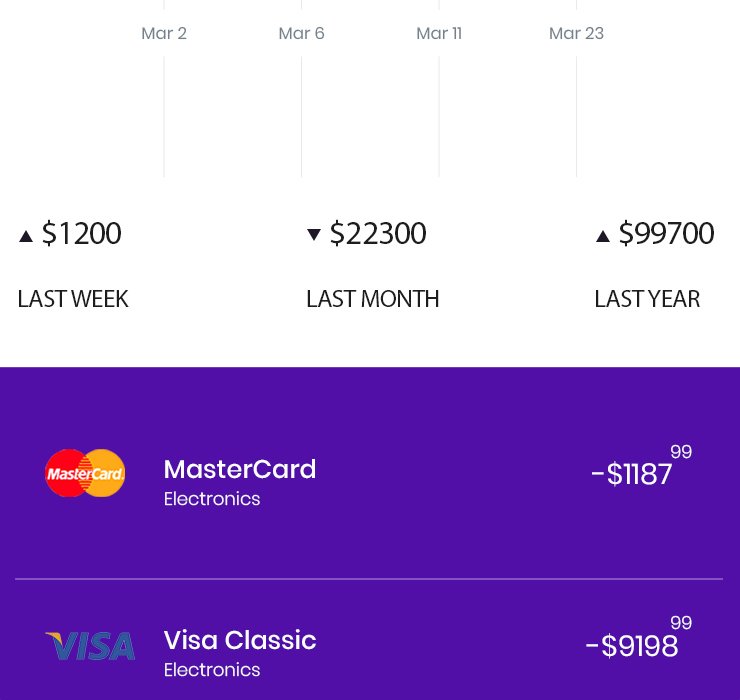 Mar 2 Mar 6 Mar 11 Mar 23
▲ $1200 ▼ $22300 ▲ $99700
LAST WEEK LAST MONTH LAST YEAR
MasterCard MasterCard -$1187 99
Electronics
VISA Visa Classic -$9198 99
Electronics